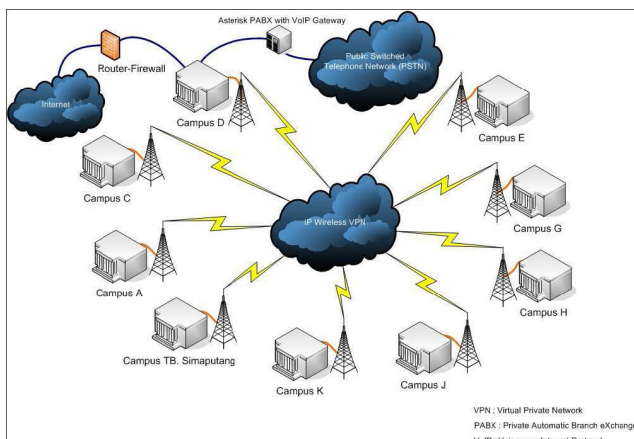 Asterisk PABX with VoIP Gateway
Public Switched
Telephone Network (PSTN)
Router-Firewall
Internet
Campus D
Campus E
Campus C
Campus G
IP Wireless VPN
Campus A
Campus H
Campus TB. Simaputang
Campus K
Campus J
VPN : Virtual Private Network
PABX : Private Automatic Branch eXchange